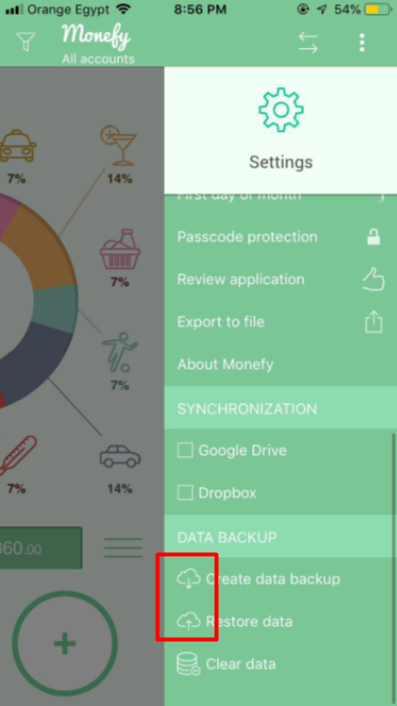 Orange Egypt 8:56 PM 54%
Monefy
All accounts
7%
14%
7%
7%
7%
14%
360.00
Settings
First day of month
Passcode protection
Review application
Export to file
About Monefy
SYNCHRONIZATION
Google Drive
Dropbox
DATA BACKUP
Create data backup
Restore data
Clear data